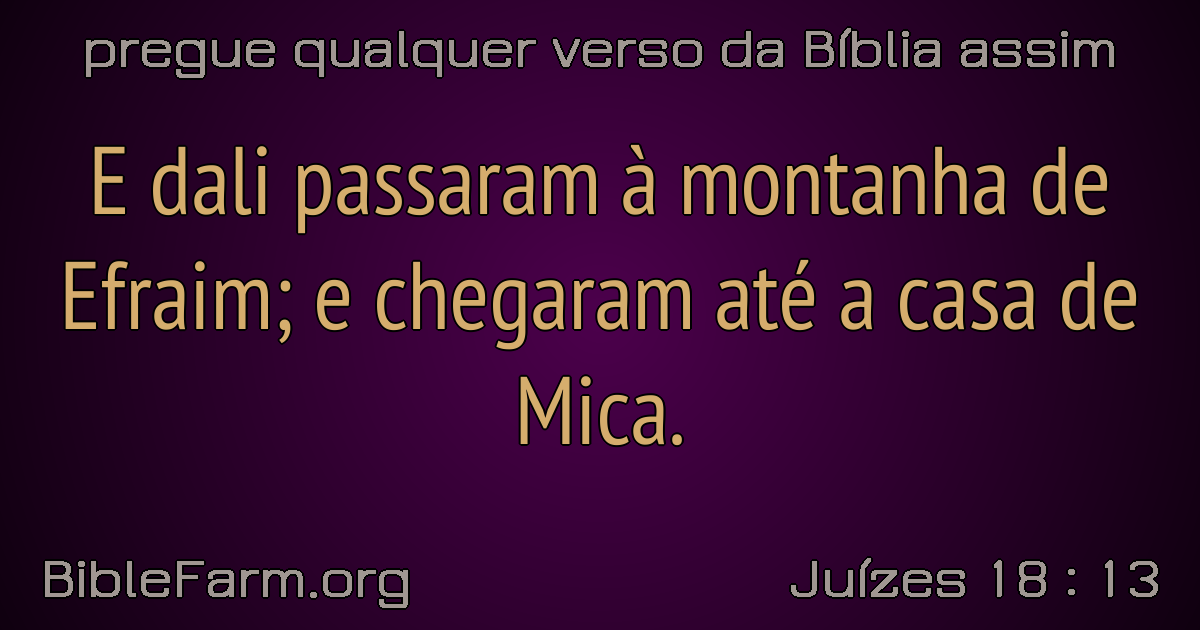 pregue qualquer verso da Bíblia assim
E dali passaram à montanha de
Efraim; e chegaram até a casa de
Mica.
BibleFarm.org
Juízes 18 : 13